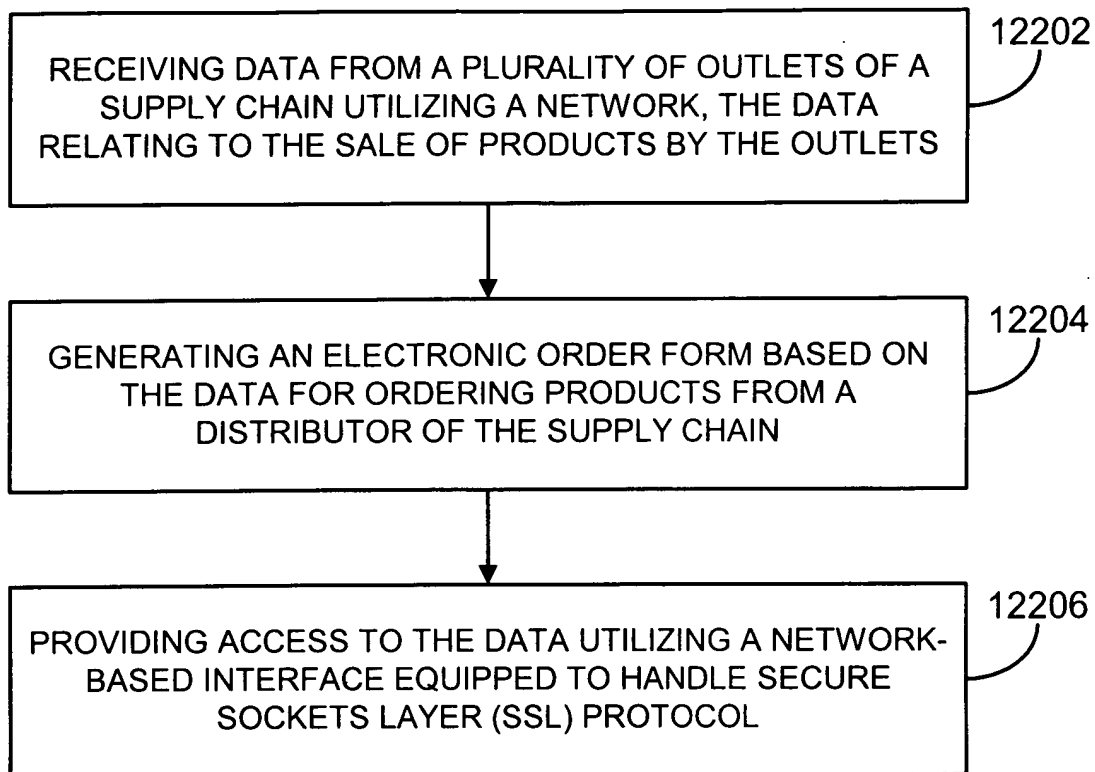 12202
RECEIVING DATA FROM A PLURALITY OF OUTLETS OF A
SUPPLY CHAIN UTILIZING A NETWORK, THE DATA
RELATING TO THE SALE OF PRODUCTS BY THE OUTLETS
12204
GENERATING AN ELECTRONIC ORDER FORM BASED ON
THE DATA FOR ORDERING PRODUCTS FROM A
DISTRIBUTOR OF THE SUPPLY CHAIN
12206
PROVIDING ACCESS TO THE DATA UTILIZING A NETWORK-
BASED INTERFACE EQUIPPED TO HANDLE SECURE
SOCKETS LAYER (SSL) PROTOCOL